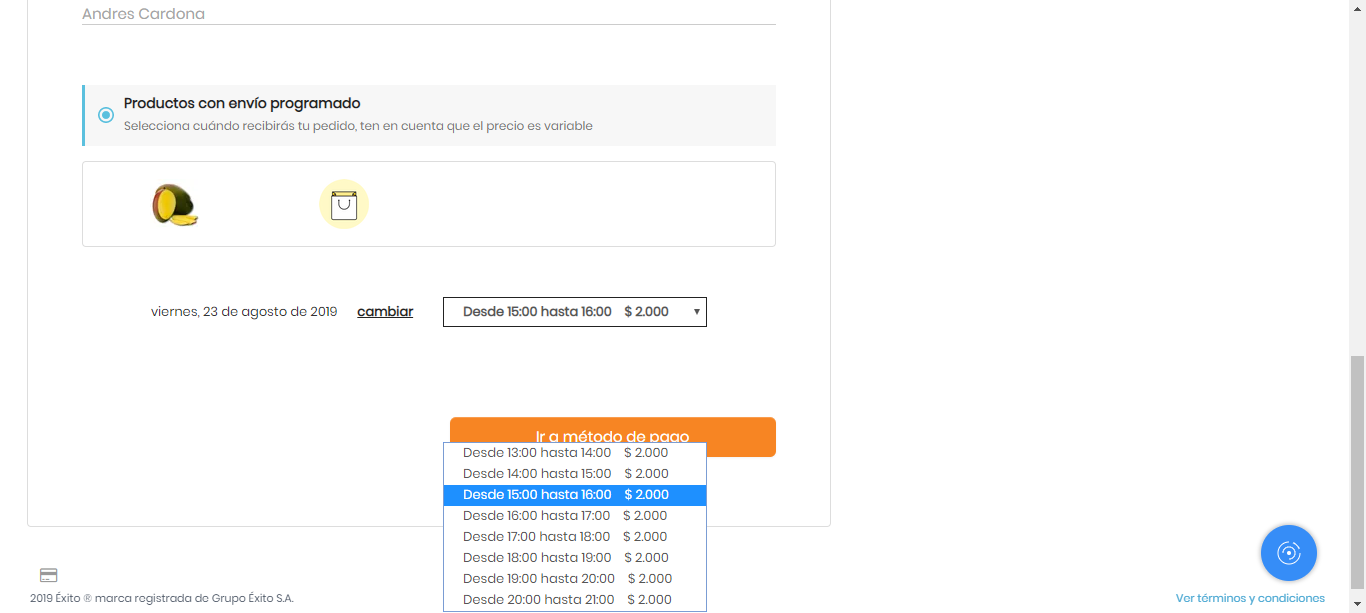 Andres Cardona
Productos con envío programado
Selecciona cuándo recibirás tu pedido, ten en cuenta que el precio es variable
viernes, 23 de agosto de 2019 cambiar Desde 15:00 hasta 16:00 $ 2.000
Ir a método de pago
Desde 13:00 hasta 14:00 $ 2.000
Desde 14:00 hasta 15:00 $ 2.000
Desde 15:00 hasta 16:00 $ 2.000
Desde 16:00 hasta 17:00 $ 2.000
Desde 17:00 hasta 18:00 $ 2.000
Desde 18:00 hasta 19:00 $ 2.000
Desde 19:00 hasta 20:00 $ 2.000
Desde 20:00 hasta 21:00 $ 2.000
2019 Éxito ® marca registrada de Grupo Éxito S.A.
Ver términos y condiciones